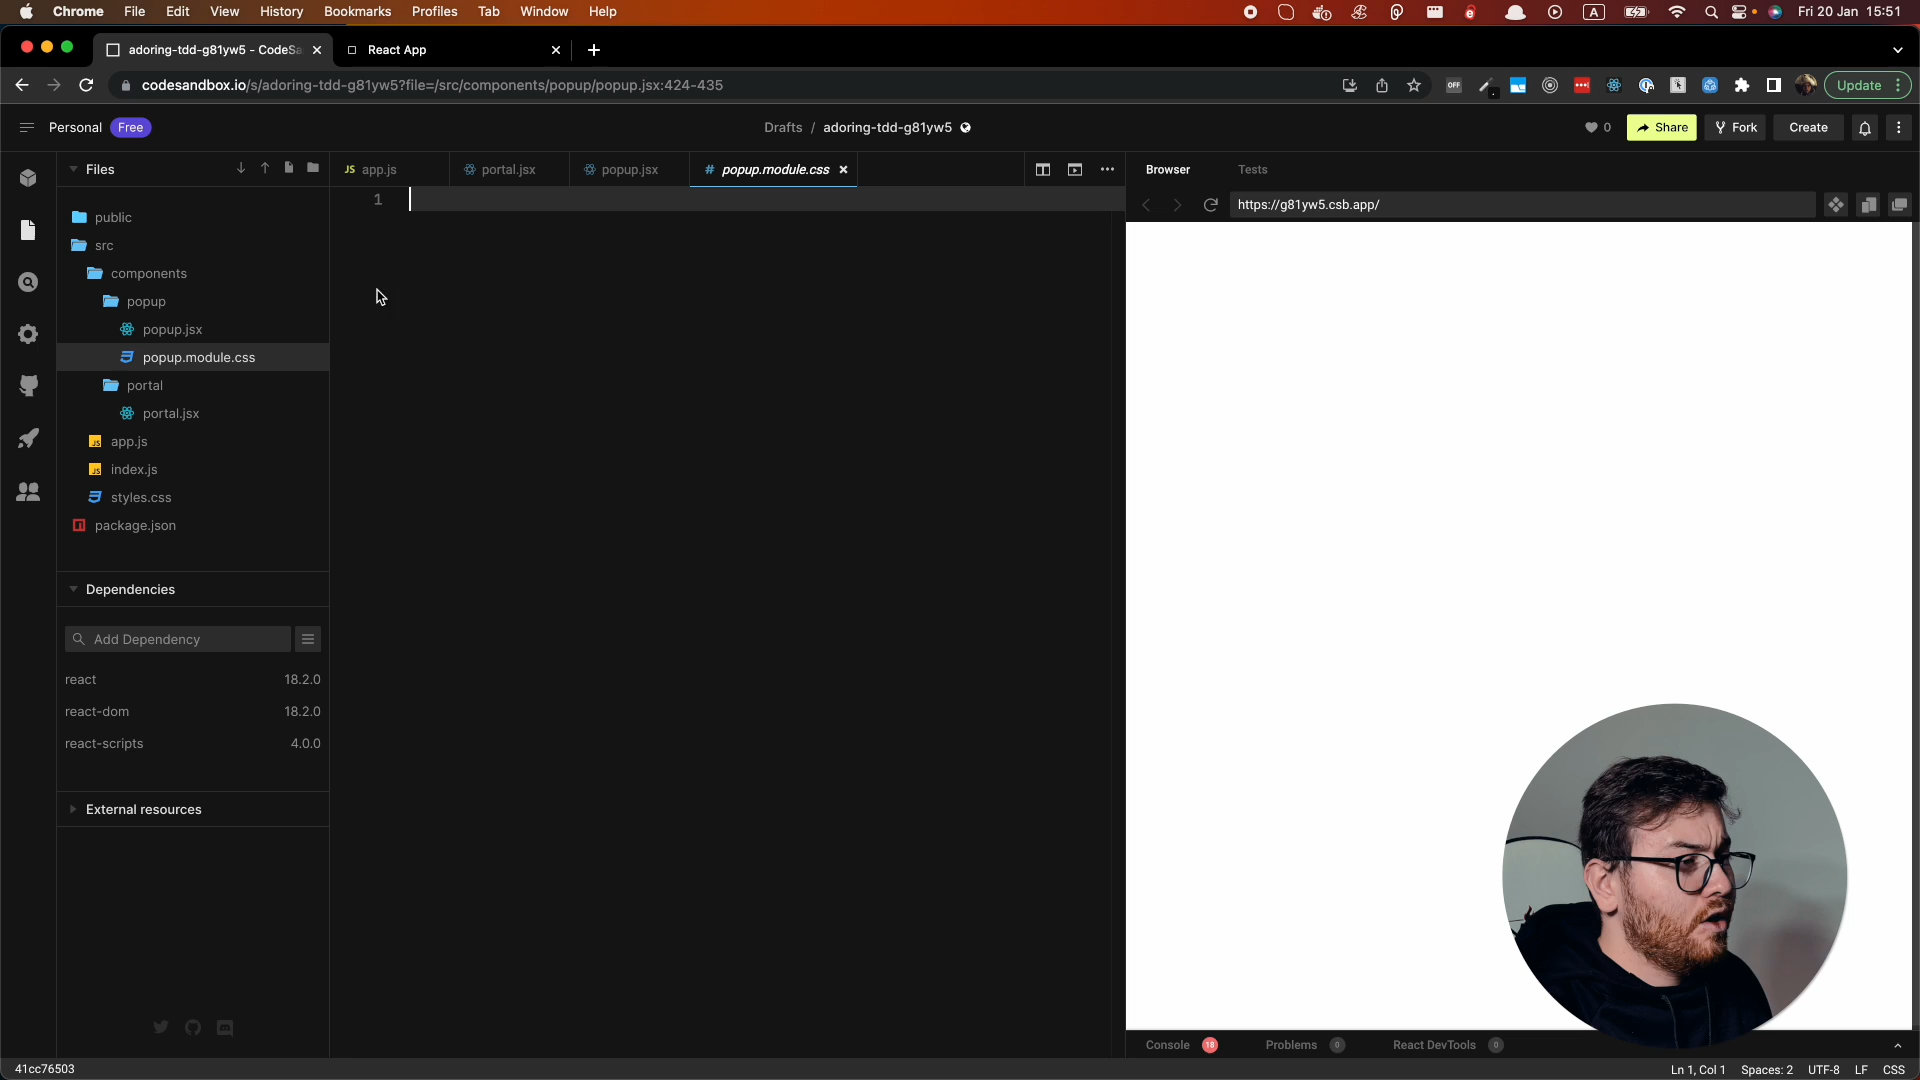 Chrome File Edit View History Bookmarks Profiles Tab Window Help A Fri 20 Jan 15:51
adoring-tdd-g81yw5 - CodeSa React App
codesandbox.io/s/adoring-tdd-g81yw5?file=/src/components/popup/popup.jsx:424-435 OFF Update
Personal Free Drafts / adoring-tdd-g81yw5 0 Share Fork Create
Files JS app.js portal.jsx popup.jsx # popup.module.css Browser Tests
1 https://g81yw5.csb.app/
public
src
components
popup
popup.jsx
popup.module.css
portal
portal.jsx
JS app.js
JS index.js
styles.css
package.json
Dependencies
Add Dependency
react 18.2.0
react-dom 18.2.0
react-scripts 4.0.0
External resources
Console 18 Problems 0 React DevTools 0
41cc76503 Ln 1, Col 1 Spaces: 2 UTF-8 LF CSS